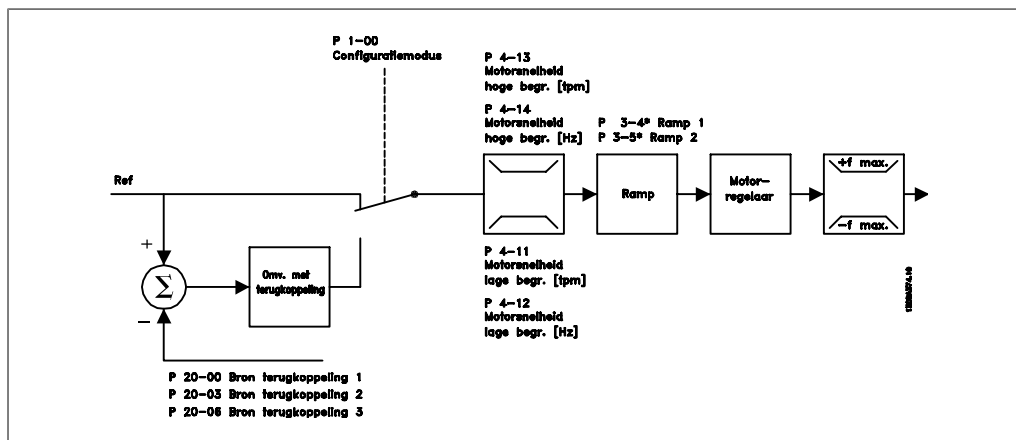 P 1-00
Configuratiemodus
P 4-13
Motorsnelheid
hoge begr. [tpm]
P 4-14
Motorsnelheid
hoge begr. [Hz]
P 3-4* Ramp 1
P 3-5* Ramp 2
Ref
+
Σ
−
Omv. met
terugkoppeling
Ramp
Motor-
regelaar
+f max.
−f max.
P 4-11
Motorsnelheid
lage begr. [tpm]
P 4-12
Motorsnelheid
lage begr. [Hz]
P 20-00 Bron terugkoppeling 1
P 20-03 Bron terugkoppeling 2
P 20-06 Bron terugkoppeling 3